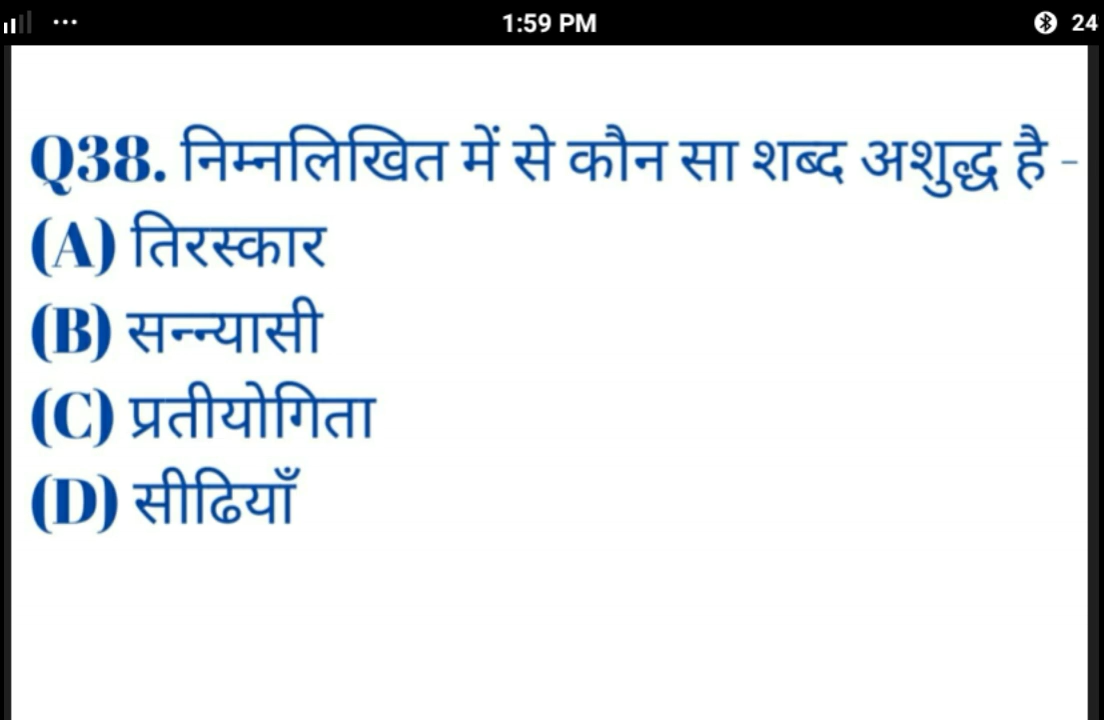 1:59 PM 24
Q38. निम्नलिखित में से कौन सा शब्द अशुद्ध है -
(A) तिरस्कार
(B) सन्न्यासी
(C) प्रतीयोगिता
(D) सीढियाँ